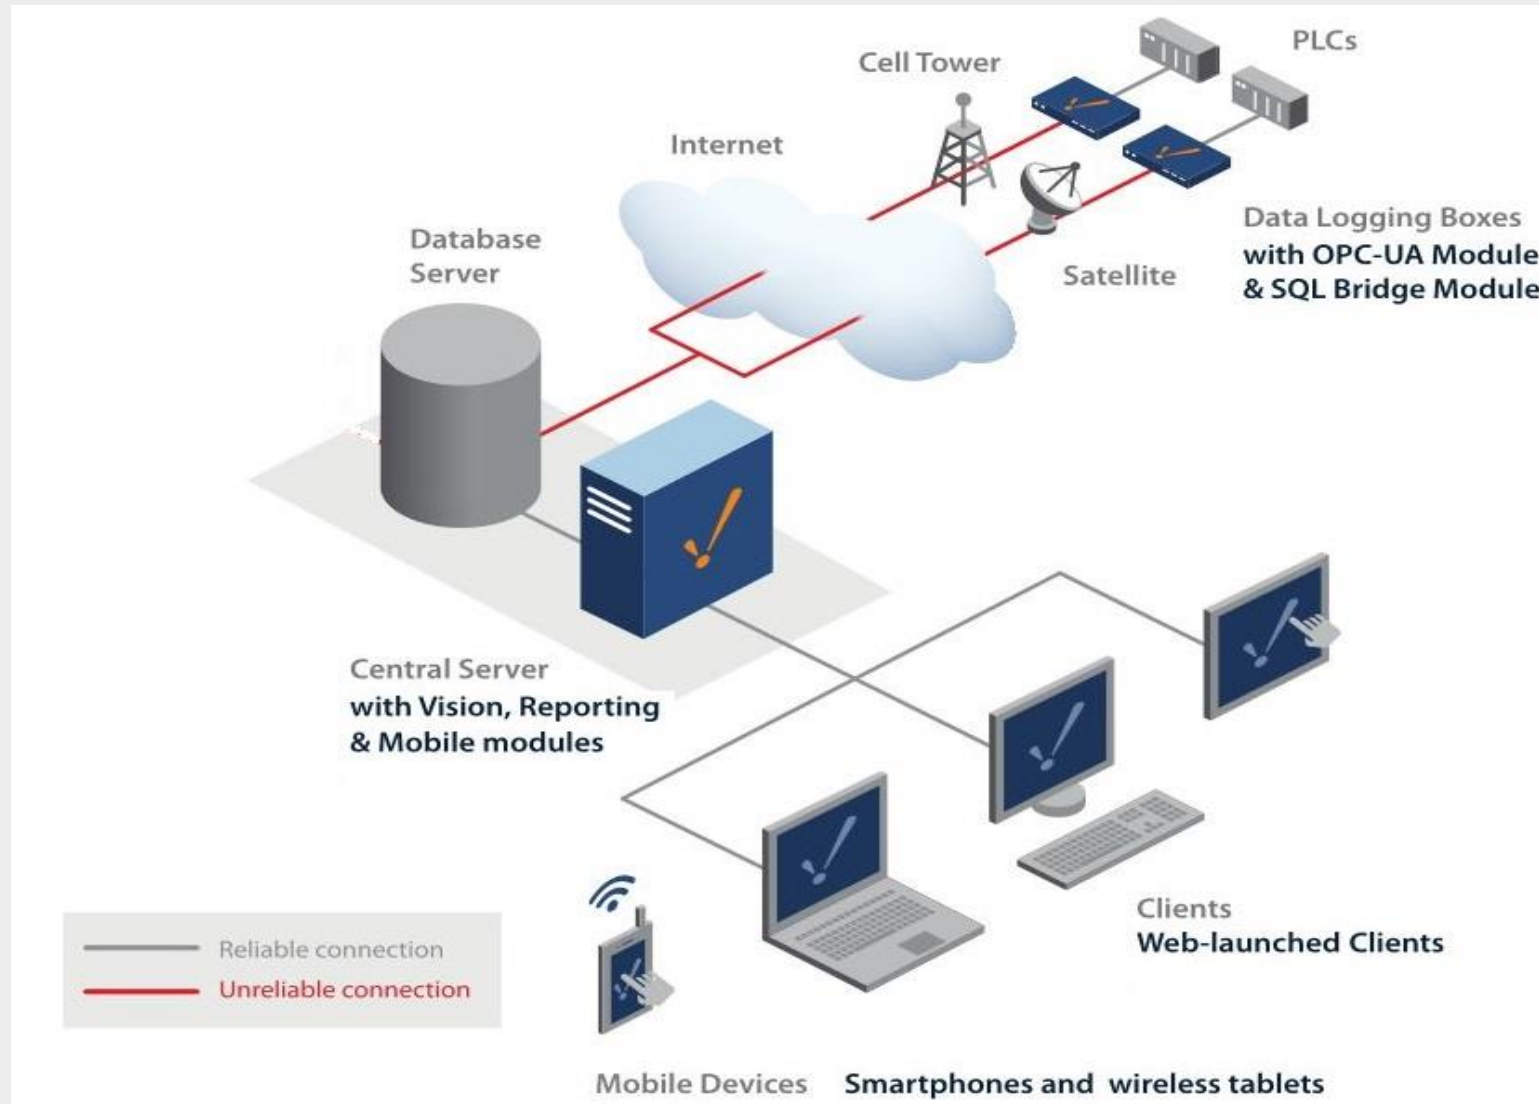 PLCs
Cell Tower
Internet
Database
Server
Data Logging Boxes
with OPC-UA Module
& SQL Bridge Module
Satellite
Central Server
with Vision, Reporting
& Mobile modules
Clients
Web-launched Clients
Reliable connection
Unreliable connection
Mobile Devices Smartphones and wireless tablets